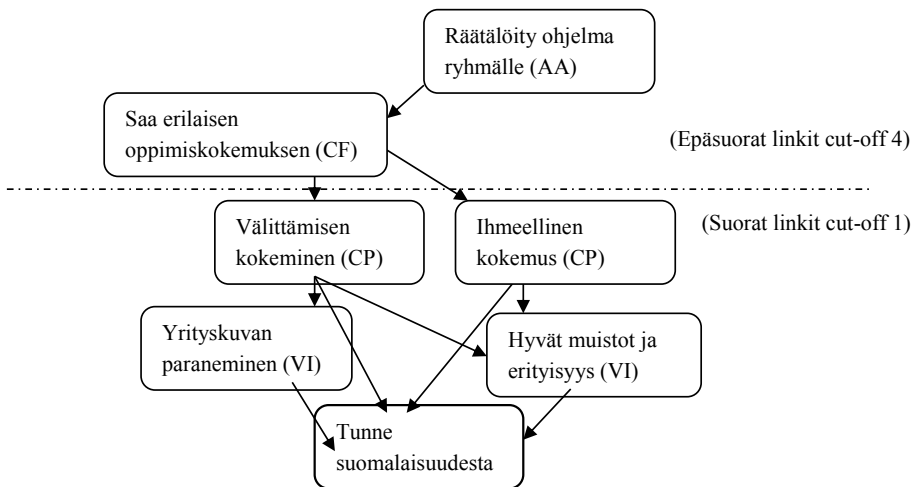 Räätälöity ohjelma
ryhmälle (AA)
Saa erilaisen
oppimiskokemuksen (CF)
(Epäsuorat linkit cut-off 4)
Välittämisen
kokeminen (CP)
Ihmeellinen
kokemus (CP)
(Suorat linkit cut-off 1)
Yrityskuvan
paraneminen (VI)
Hyvät muistot ja
erityisyys (VI)
Tunne
suomalaisuudesta